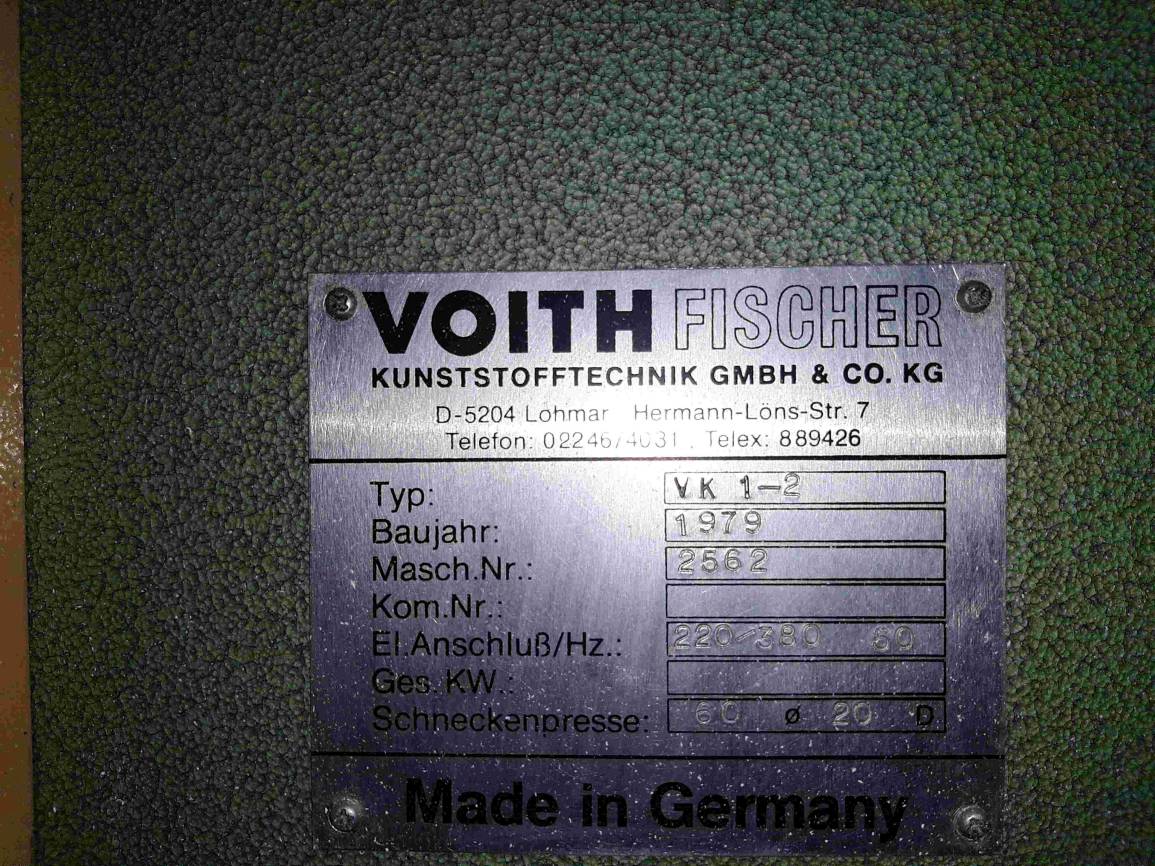 VOITH FISCHER
KUNSTSTOFFTECHNIK GMBH & CO. KG
D-5204 Lohmar Hermann-Löns-Str. 7
Telefon: 02246/4031 . Telex: 889426
Typ: VK 1-2
Baujahr: 1979
Masch.Nr.: 2562
Kom.Nr.:
El.Anschluß/Hz.: 220/380 60
Ges. KW.:
Schneckenpresse: 60 ø 20 D
Made in Germany